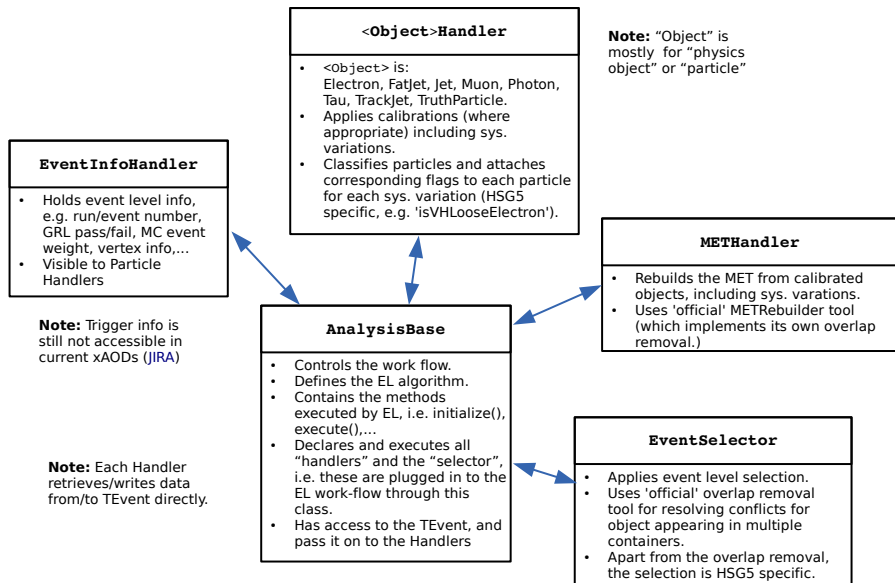 <Object>Handler
• <Object> is:
Electron, FatJet, Jet, Muon, Photon,
Tau, TrackJet, TruthParticle.
• Applies calibrations (where
appropriate) including sys.
variations.
• Classifies particles and attaches
corresponding flags to each particle
for each sys. variation (HSG5
specific, e.g. 'isVHLooseElectron').
Note: “Object” is
mostly for “physics
object” or “particle”
EventInfoHandler
• Holds event level info,
e.g. run/event number,
GRL pass/fail, MC event
weight, vertex info,...
• Visible to Particle
Handlers
METHandler
• Rebuilds the MET from calibrated
objects, including sys. varations.
• Uses 'official' METRebuilder tool
(which implements its own overlap
removal.)
Note: Trigger info is
still not accessible in
current xAODs (JIRA)
AnalysisBase
• Controls the work flow.
• Defines the EL algorithm.
• Contains the methods
executed by EL, i.e. initialize(),
execute(),...
• Declares and executes all
“handlers” and the “selector”,
i.e. these are plugged in to the
EL work-flow through this
class.
• Has access to the TEvent, and
pass it on to the Handlers
Note: Each Handler
retrieves/writes data
from/to TEvent directly.
EventSelector
• Applies event level selection.
• Uses 'official' overlap removal
tool for resolving conflicts for
object appearing in multiple
containers.
• Apart from the overlap removal,
the selection is HSG5 specific.